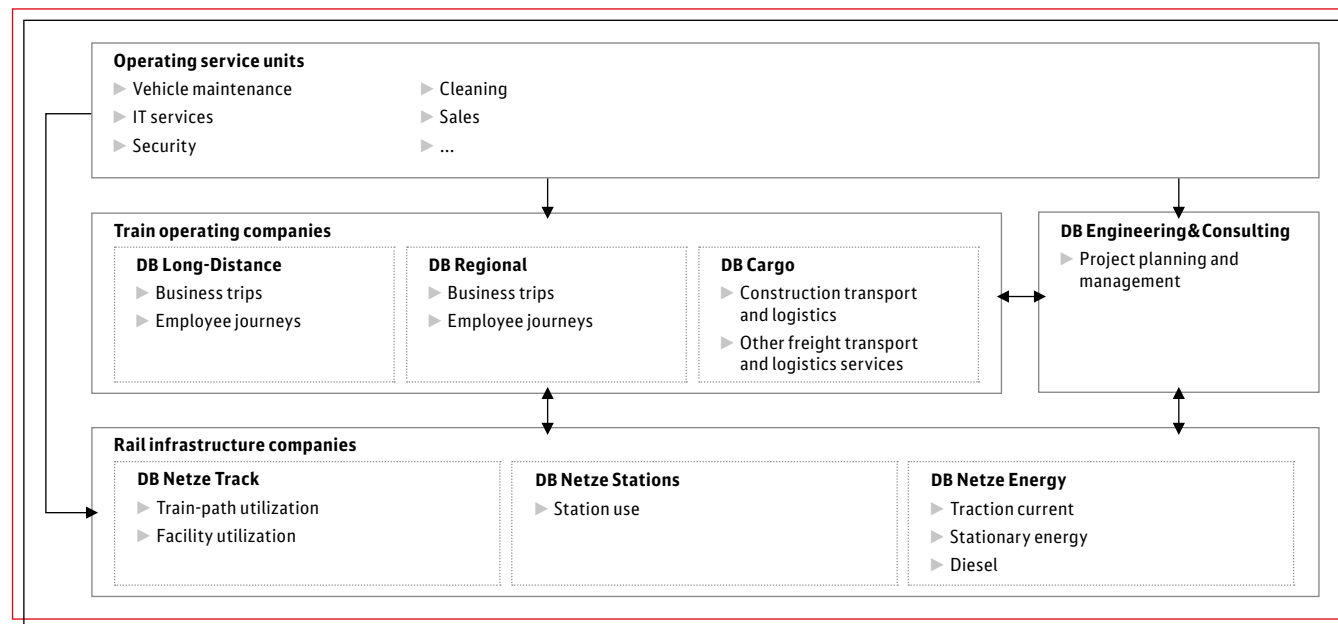 Operating service units
Vehicle maintenance
IT services
Security
Cleaning
Sales
...
Train operating companies
DB Long-Distance
Business trips
Employee journeys
DB Regional
Business trips
Employee journeys
DB Cargo
Construction transport
and logistics
Other freight transport
and logistics services
DB Engineering&Consulting
Project planning and
management
Rail infrastructure companies
DB Netze Track
Train-path utilization
Facility utilization
DB Netze Stations
Station use
DB Netze Energy
Traction current
Stationary energy
Diesel